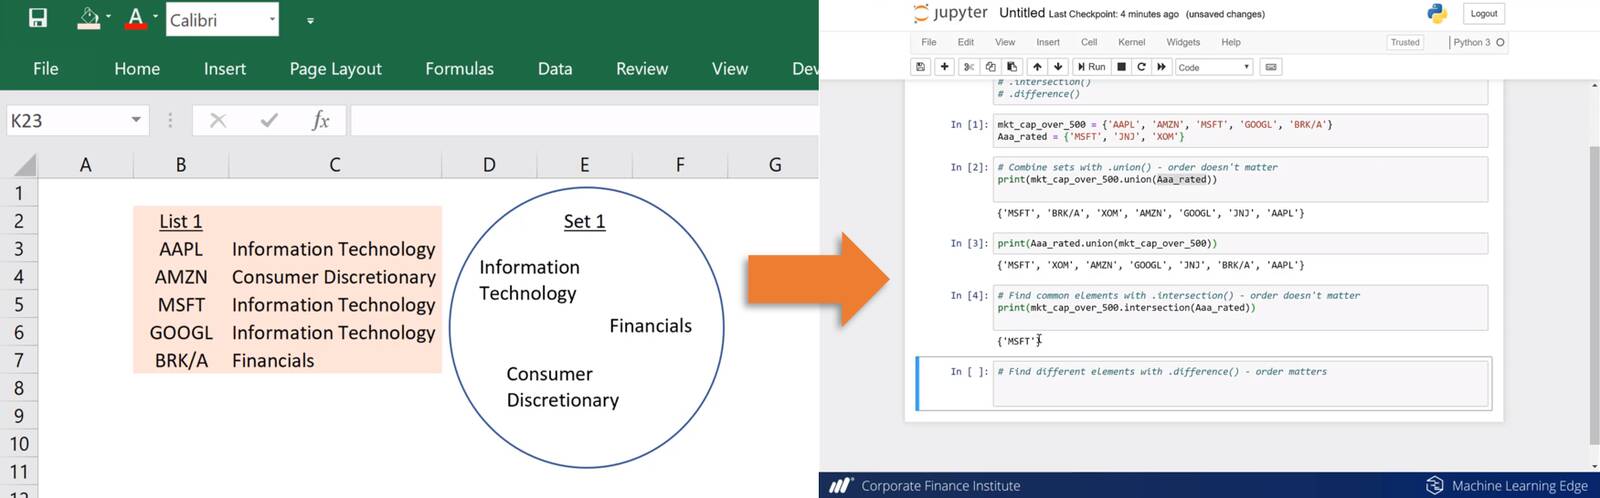 Calibri
File Home Insert Page Layout Formulas Data Review View Dev
K23 fx
A B C D E F G
1
2 List 1 Set 1
3 AAPL Information Technology
4 AMZN Consumer Discretionary
5 MSFT Information Technology
6 GOOGL Information Technology
7 BRK/A Financials
8
9
10
11
12
Information
Technology
Financials
Consumer
Discretionary
jupyter Untitled Last Checkpoint: 4 minutes ago (unsaved changes) Logout
File Edit View Insert Cell Kernel Widgets Help Trusted Python 3
Run Code
# .intersection()
# .difference()
In [1]: mkt_cap_over_500 = {'AAPL', 'AMZN', 'MSFT', 'GOOGL', 'BRK/A'}
Aaa_rated = {'MSFT', 'JNJ', 'XOM'}
In [2]: # Combine sets with .union() - order doesn't matter
print(mkt_cap_over_500.union(Aaa_rated))
{'MSFT', 'BRK/A', 'XOM', 'AMZN', 'GOOGL', 'JNJ', 'AAPL'}
In [3]: print(Aaa_rated.union(mkt_cap_over_500))
{'MSFT', 'XOM', 'AMZN', 'GOOGL', 'JNJ', 'BRK/A', 'AAPL'}
In [4]: # Find common elements with .intersection() - order doesn't matter
print(mkt_cap_over_500.intersection(Aaa_rated))
{'MSFT'}
In [ ]: # Find different elements with .difference() - order matters
Corporate Finance Institute Machine Learning Edge